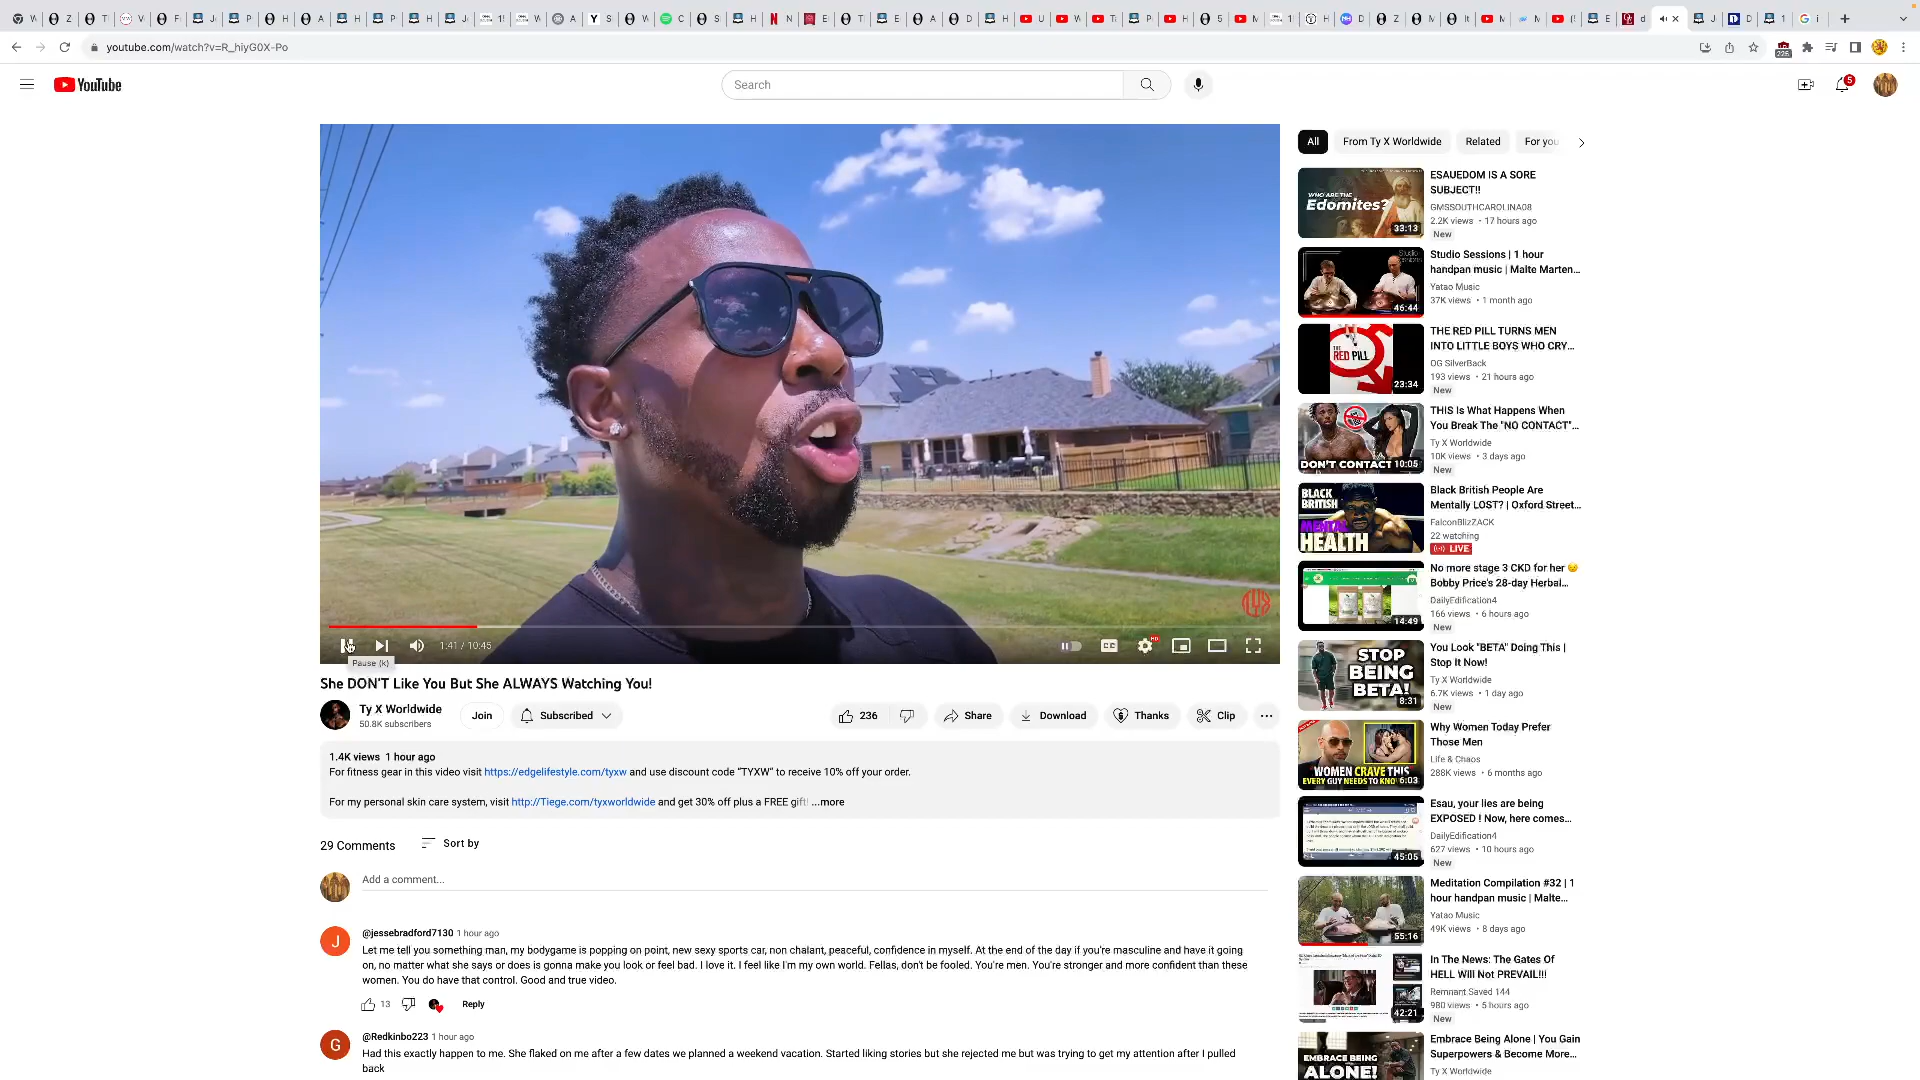 youtube.com/watch?v=R_hiyG0X-Po
226
YouTube
Search
5
1:41 / 10:45
CC
HD
Pause (k)
She DON'T Like You But She ALWAYS Watching You!
Ty X Worldwide
50.8K subscribers
Join
Subscribed
236
Share
Download
Thanks
Clip
1.4K views 1 hour ago
For fitness gear in this video visit https://edgelifestyle.com/tyxw and use discount code "TYXW" to receive 10% off your order.
For my personal skin care system, visit http://Tiege.com/tyxworldwide and get 30% off plus a FREE gift! ...more
29 Comments
Sort by
Add a comment...
J
@jessebradford7130 1 hour ago
Let me tell you something man, my bodygame is popping on point, new sexy sports car, non chalant, peaceful, confidence in myself. At the end of the day if you're masculine and have it going
on, no matter what she says or does is gonna make you look or feel bad. I love it. I feel like I'm my own world. Fellas, don't be fooled. You're men. You're stronger and more confident than these
women. You do have that control. Good and true video.
13
Reply
G
@Redkinbo223 1 hour ago
Had this exactly happen to me. She flaked on me after a few dates we planned a weekend vacation. Started liking stories but she rejected me but was trying to get my attention after I pulled
back
All
From Ty X Worldwide
Related
For you
WHO ARE THE
Edomites?
33:13
ESAUEDOM IS A SORE
SUBJECT!!
GMSSOUTHCAROLINA08
2.2K views • 17 hours ago
New
46:44
Studio Sessions | 1 hour
handpan music | Malte Marten...
Yatao Music
37K views • 1 month ago
THE
RED PILL
23:34
THE RED PILL TURNS MEN
INTO LITTLE BOYS WHO CRY...
OG SilverBack
193 views • 21 hours ago
New
DON'T CONTACT
10:05
THIS Is What Happens When
You Break The "NO CONTACT"...
Ty X Worldwide
10K views • 3 days ago
New
BLACK
BRITISH
MENTAL
HEALTH
Black British People Are
Mentally LOST? | Oxford Street...
FalconBlizZACK
22 watching
LIVE
14:49
No more stage 3 CKD for her 😔
Bobby Price's 28-day Herbal...
DailyEdification4
166 views • 6 hours ago
New
STOP
BEING
BETA!
8:31
You Look "BETA" Doing This |
Stop It Now!
Ty X Worldwide
6.7K views • 1 day ago
New
WOMEN CRAVE THIS
EVERY GUY NEEDS TO KNO
6:03
Why Women Today Prefer
Those Men
Life & Chaos
288K views • 6 months ago
45:05
Esau, your lies are being
EXPOSED ! Now, here comes...
DailyEdification4
627 views • 10 hours ago
New
55:16
Meditation Compilation #32 | 1
hour handpan music | Malte...
Yatao Music
49K views • 8 days ago
42:21
In The News: The Gates Of
HELL Will Not PREVAIL!!!
Remnant Saved 144
980 views • 5 hours ago
New
EMBRACE BEING
ALONE!
Embrace Being Alone | You Gain
Superpowers & Become More...
Ty X Worldwide